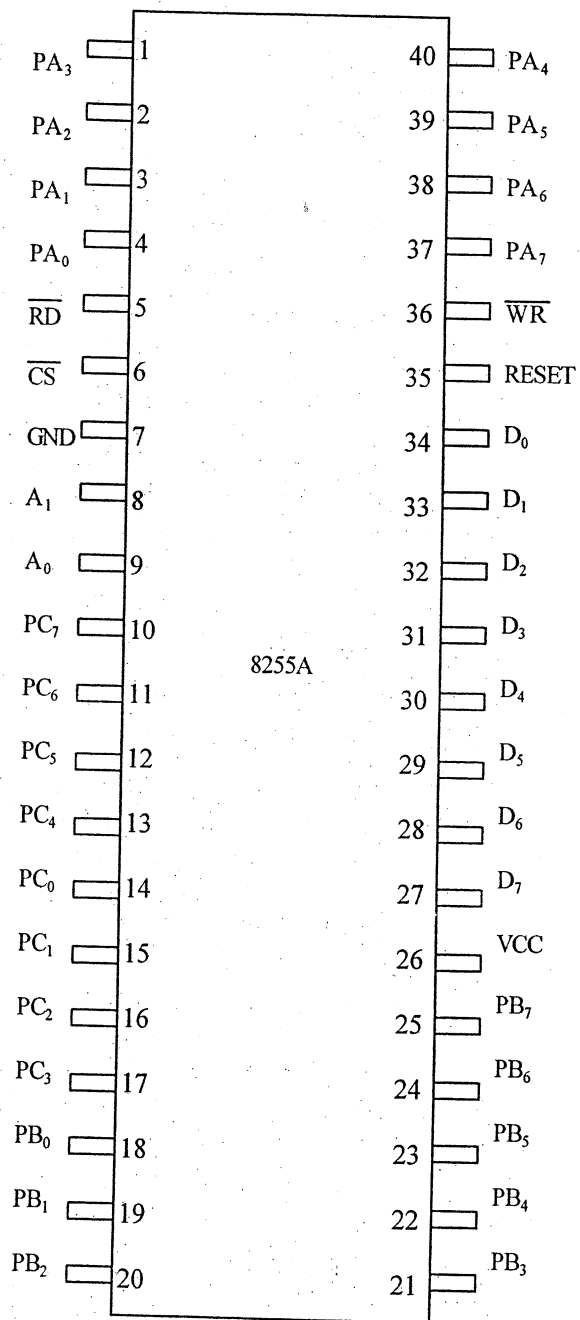 PA₃ 1 40 PA₄
PA₂ 2 39 PA₅
PA₁ 3 38 PA₆
PA₀ 4 37 PA₇
R̅D̅ 5 36 W̅R̅
C̅S̅ 6 35 RESET
GND 7 34 D₀
A₁ 8 33 D₁
A₀ 9 32 D₂
PC₇ 10 31 D₃
8255A
PC₆ 11 30 D₄
PC₅ 12 29 D₅
PC₄ 13 28 D₆
PC₀ 14 27 D₇
PC₁ 15 26 VCC
PC₂ 16 25 PB₇
PC₃ 17 24 PB₆
PB₀ 18 23 PB₅
PB₁ 19 22 PB₄
PB₂ 20 21 PB₃